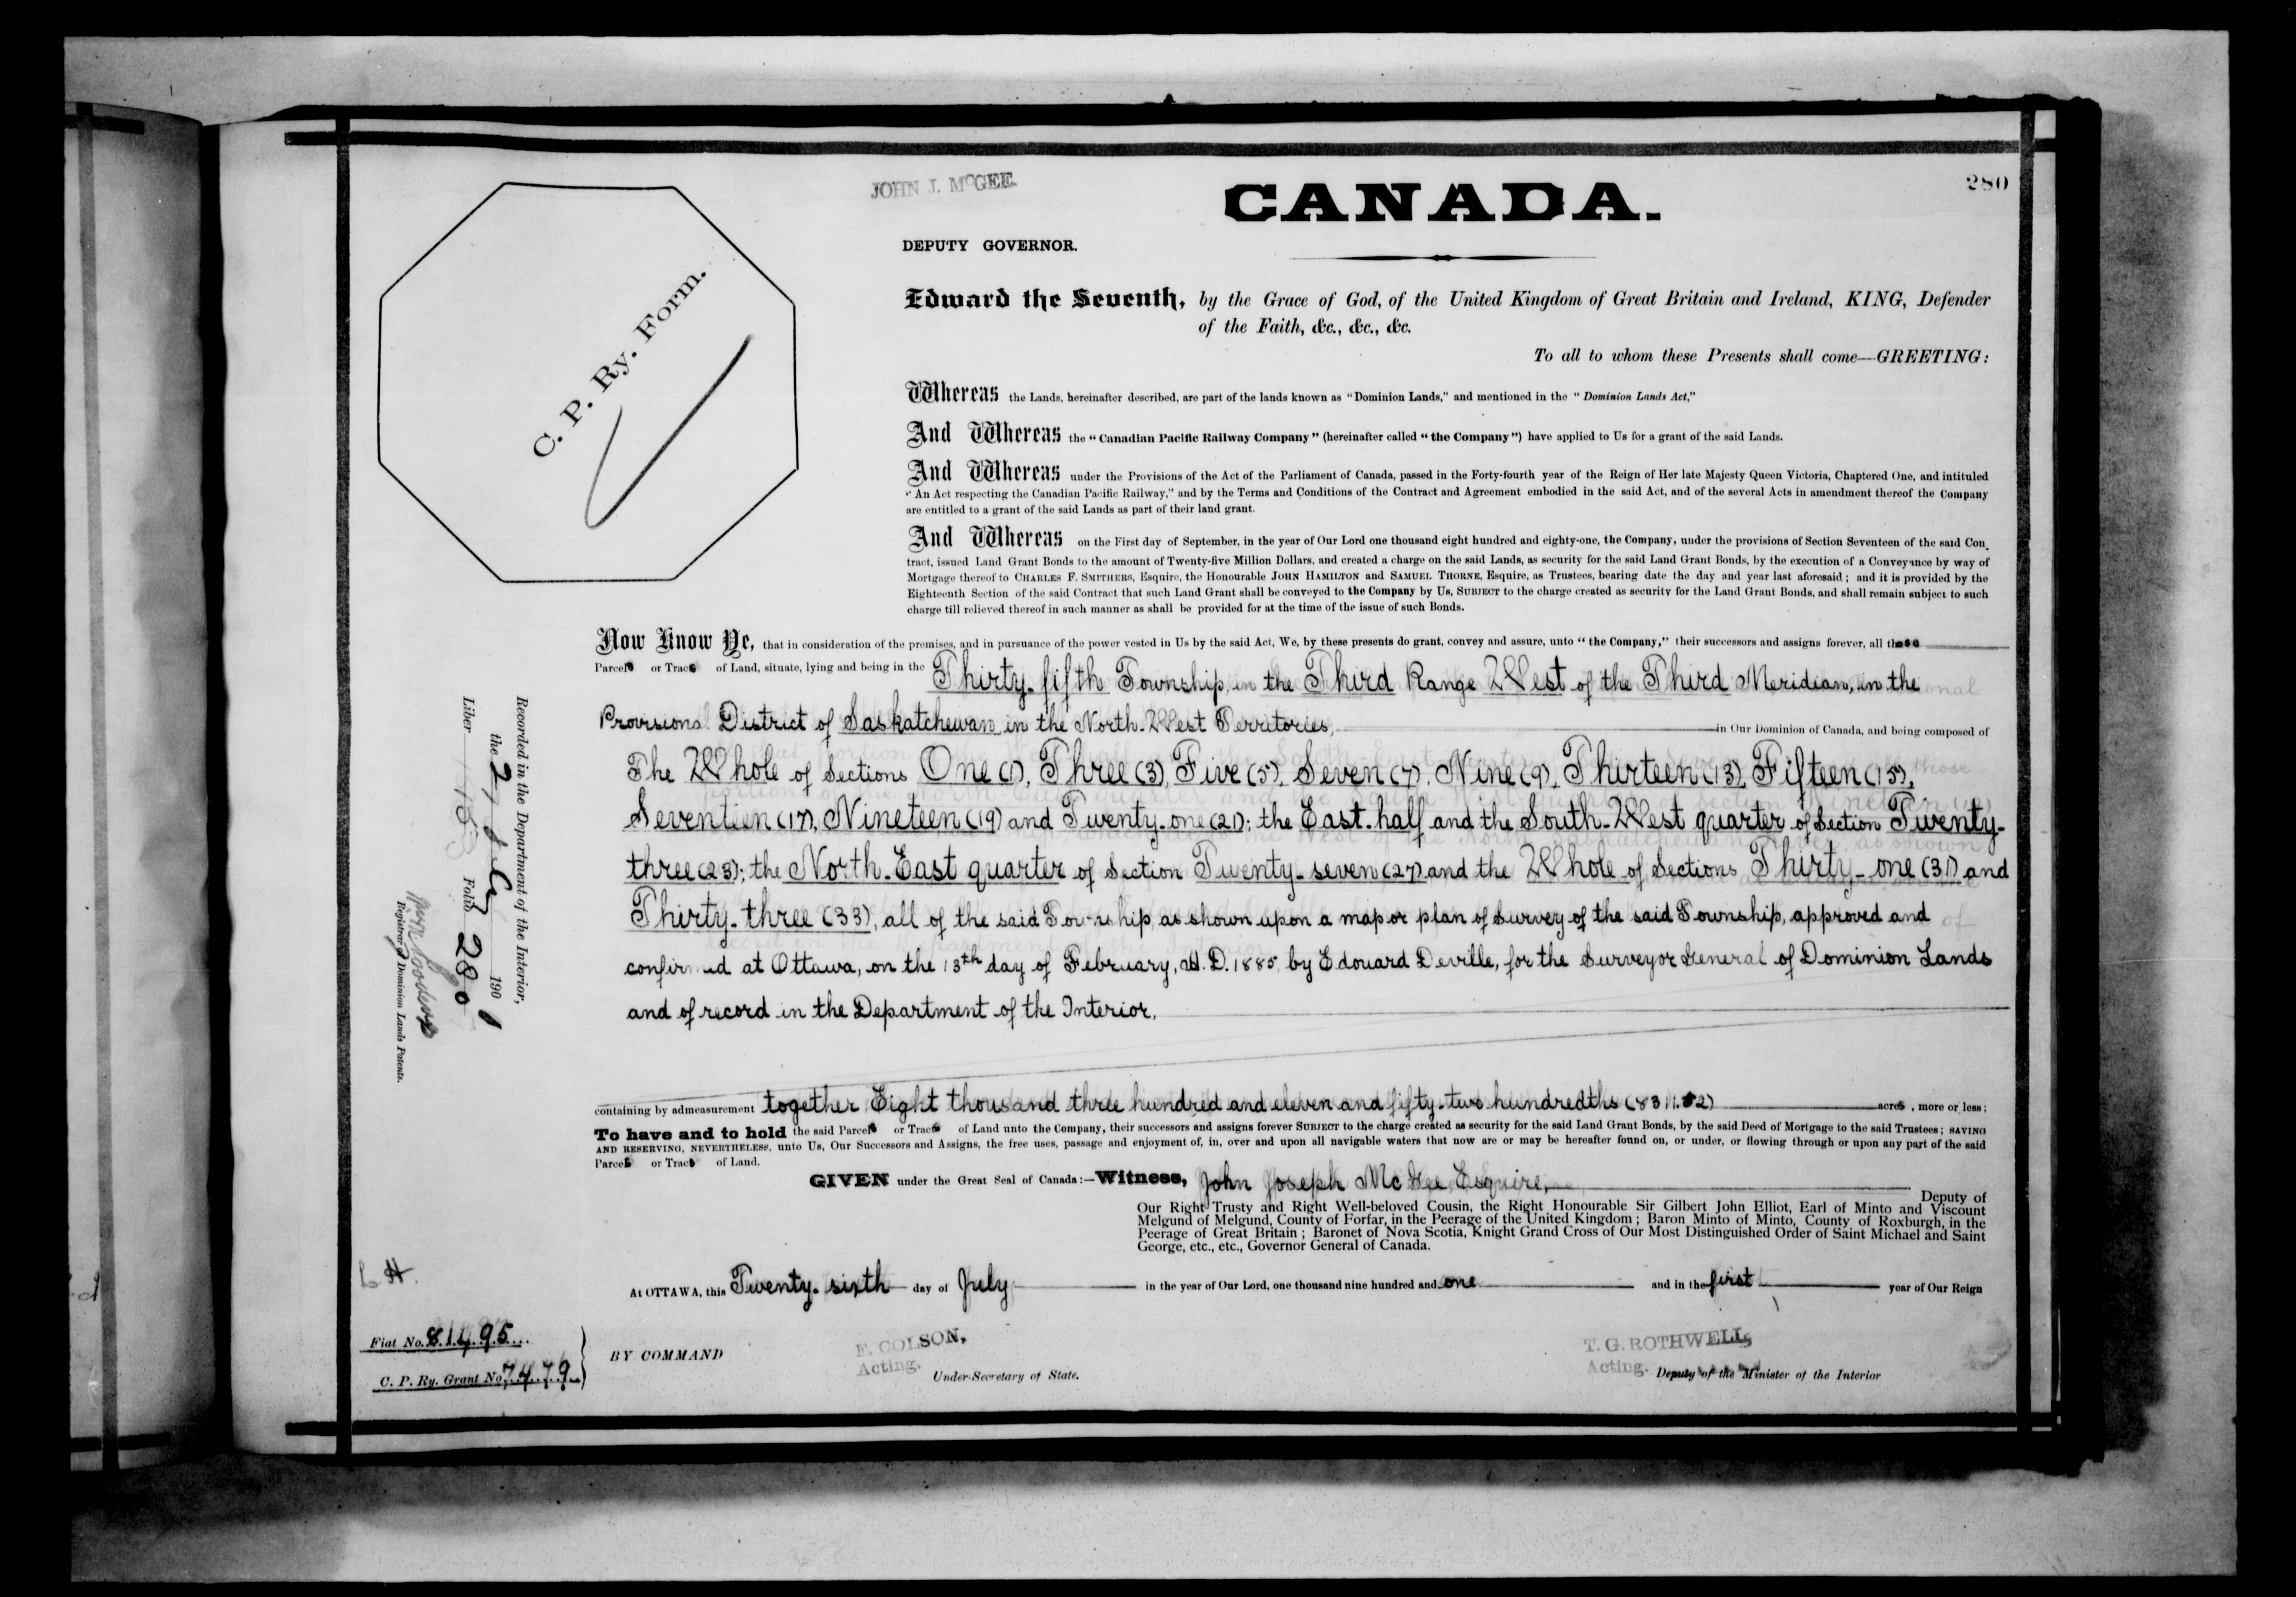 280
JOHN J. McGEE.
CANADA.
DEPUTY GOVERNOR.
C. P. Ry. Form.
Edward the Seventh, by the Grace of God, of the United Kingdom of Great Britain and Ireland, KING, Defender
of the Faith, &c., &c., &c.
To all to whom these Presents shall come—GREETING:
Whereas the Lands, hereinafter described, are part of the lands known as "Dominion Lands," and mentioned in the "Dominion Lands Act,"
And Whereas the "Canadian Pacific Railway Company" (hereinafter called "the Company") have applied to Us for a grant of the said Lands.
And Whereas under the Provisions of the Act of the Parliament of Canada, passed in the Forty-fourth year of the Reign of Her late Majesty Queen Victoria, Chaptered One, and intituled
"An Act respecting the Canadian Pacific Railway," and by the Terms and Conditions of the Contract and Agreement embodied in the said Act, and of the several Acts in amendment thereof the Company
are entitled to a grant of the said Lands as part of their land grant.
And Whereas on the First day of September, in the year of Our Lord one thousand eight hundred and eighty-one, the Company, under the provisions of Section Seventeen of the said Con-
tract, issued Land Grant Bonds to the amount of Twenty-five Million Dollars, and created a charge on the said Lands, as security for the said Land Grant Bonds, by the execution of a Conveyance by way of
Mortgage thereof to CHARLES F. SMITHERS, Esquire, the Honourable JOHN HAMILTON and SAMUEL THORNE, Esquire, as Trustees, bearing date the day and year last aforesaid; and it is provided by the
Eighteenth Section of the said Contract that such Land Grant shall be conveyed to the Company by Us, SUBJECT to the charge created as security for the Land Grant Bonds, and shall remain subject to such
charge till relieved thereof in such manner as shall be provided for at the time of the issue of such Bonds.
Now Know Ye, that in consideration of the premises, and in pursuance of the power vested in Us by the said Act, We, by these presents do grant, convey and assure, unto "the Company," their successors and assigns forever, all those
Parcels or Tracts of Land, situate, lying and being in the Thirty-fifth Township, in the Third Range West of the Third Meridian, in the
Provisional District of Saskatchewan in the North-West Territories, in Our Dominion of Canada, and being composed of
The Whole of Sections One (1), Three (3), Five (5), Seven (7), Nine (9), Thirteen (13), Fifteen (15),
Seventeen (17), Nineteen (19) and Twenty-one (21); the East-half and the South-West quarter of Section Twenty-
three (23); the North-East quarter of Section Twenty-seven (27) and the Whole of Sections Thirty-one (31) and
Thirty-three (33), all of the said Township, as shown upon a map or plan of survey of the said Township, approved and
confirmed at Ottawa, on the 13th day of February, A.D. 1885, by Edouard Deville, for the Surveyor General of Dominion Lands
and of record in the Department of the Interior,
containing by admeasurement together Eight thousand three hundred and eleven and fifty-two hundredths (8311.52) acres, more or less;
To have and to hold the said Parcels or Tracts of Land unto the Company, their successors and assigns forever SUBJECT to the charge created as security for the said Land Grant Bonds, by the said Deed of Mortgage to the said Trustees; SAVING
AND RESERVING, NEVERTHELESS, unto Us, Our Successors and Assigns, the free uses, passage and enjoyment of, in, over and upon all navigable waters that now are or may be hereafter found on, or under, or flowing through or upon any part of the said
Parcels or Tracts of Land.
GIVEN under the Great Seal of Canada:—Witness, John Joseph McGee, Esquire, Deputy of
Our Right Trusty and Right Well-beloved Cousin, the Right Honourable Sir Gilbert John Elliot, Earl of Minto and Viscount
Melgund of Melgund, County of Forfar, in the Peerage of the United Kingdom; Baron Minto of Minto, County of Roxburgh, in the
Peerage of Great Britain; Baronet of Nova Scotia, Knight Grand Cross of Our Most Distinguished Order of Saint Michael and Saint
George, etc., etc., Governor General of Canada.
At OTTAWA, this Twenty-sixth day of July in the year of Our Lord, one thousand nine hundred and one and in the first year of Our Reign
BY COMMAND
F. COLSON,
Acting. Under-Secretary of State.
T. G. ROTHWELL,
Acting. Deputy of the Minister of the Interior
Fiat No. 81495
C. P. Ry. Grant No. 7479
Recorded in the Department of the Interior,
the 27 July 1901
Liber Folio 280
Registrar of Dominion Lands Patents.